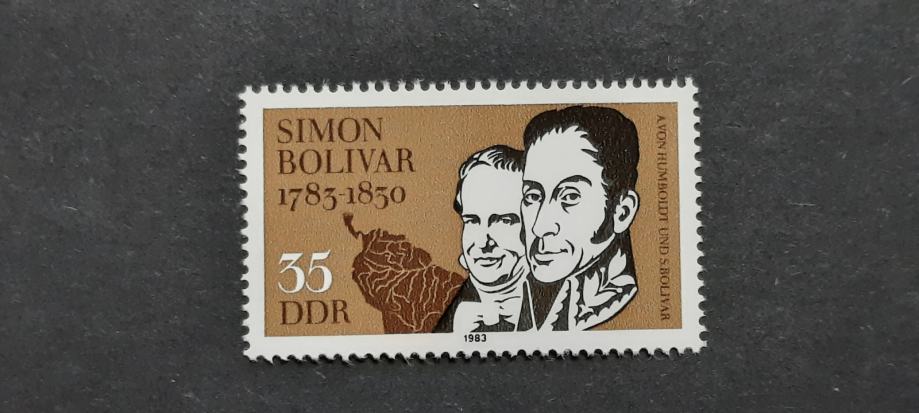 SIMON
BOLIVAR
1783-1830
35
DDR
A.VON HUMBOLDT UND S.BOLIVAR
1983